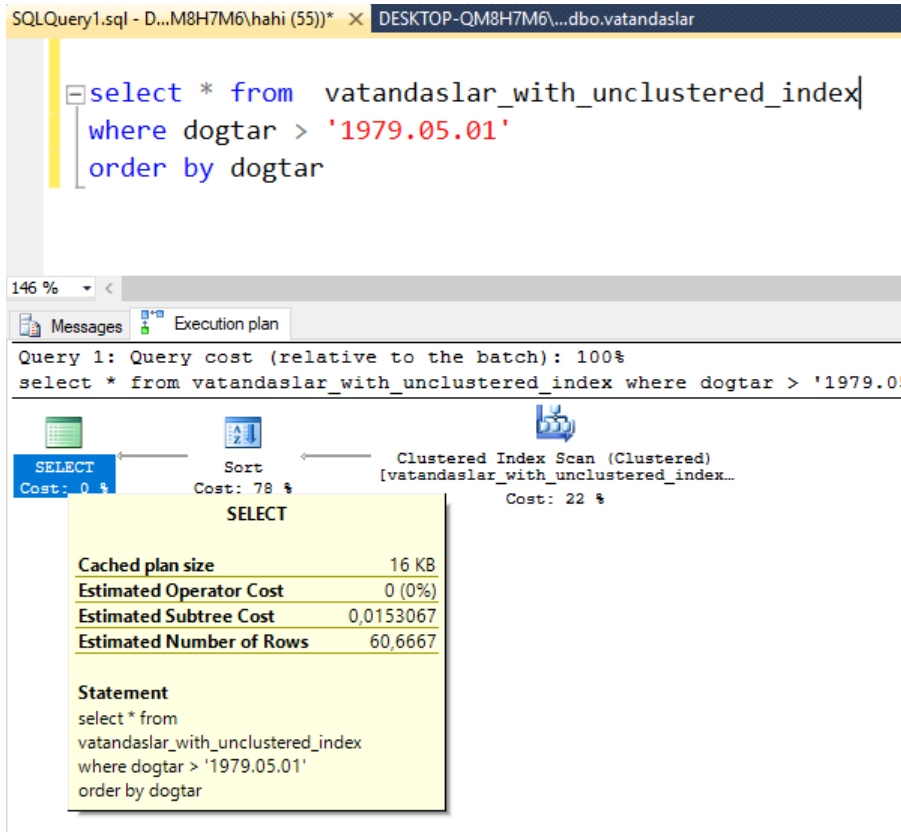 SQLQuery1.sql - D...M8H7M6\hahi (55))* DESKTOP-QM8H7M6\...dbo.vatandaslar
select * from vatandaslar_with_unclustered_index
where dogtar > '1979.05.01'
order by dogtar
146 %
Messages Execution plan
Query 1: Query cost (relative to the batch): 100%
select * from vatandaslar_with_unclustered_index where dogtar > '1979.05
SELECT
Cost: 0 %
Sort
Cost: 78 %
Clustered Index Scan (Clustered)
[vatandaslar_with_unclustered_index…
Cost: 22 %
SELECT
Cached plan size 16 KB
Estimated Operator Cost 0 (0%)
Estimated Subtree Cost 0,0153067
Estimated Number of Rows 60,6667
Statement
select * from
vatandaslar_with_unclustered_index
where dogtar > '1979.05.01'
order by dogtar